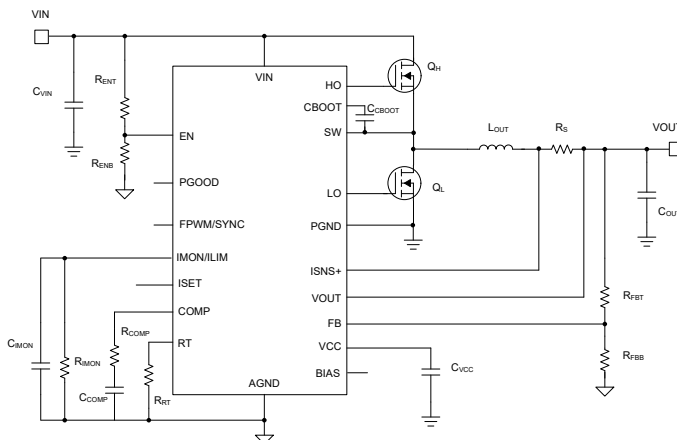 VIN
VIN
HO
QH
RENT
CVIN
CBOOT
CCBOOT
EN
SW
LOUT
RS
VOUT
RENB
PGOOD
LO
QL
COUT
FPWM/SYNC
PGND
IMON/ILIM
ISNS+
ISET
VOUT
RFBT
COMP
FB
RCOMP
RT
VCC
CIMON
RIMON
RFBB
CCOMP
RRT
AGND
BIAS
CVCC